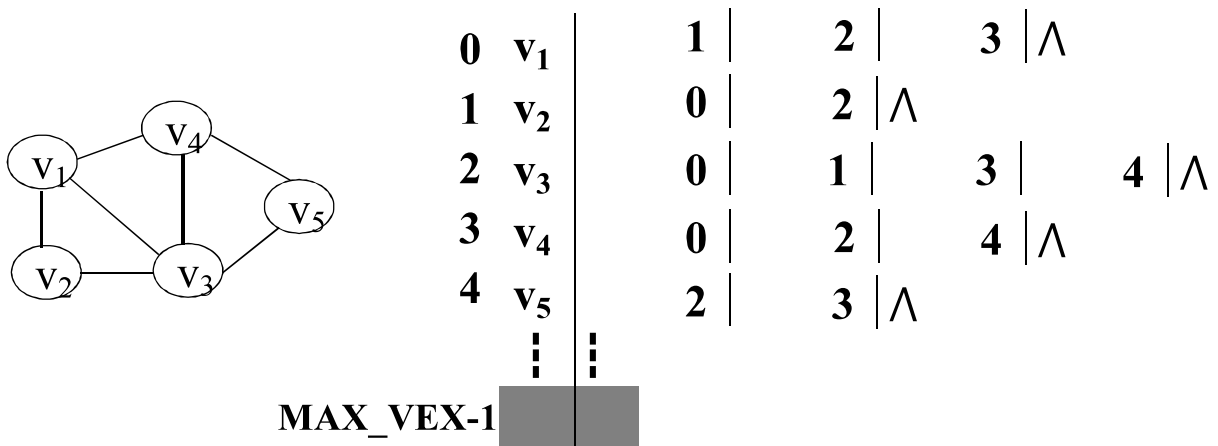 v4
v1
v5
v2
v3
0 v1 1 2 3 ⋀
1 v2 0 2 ⋀
2 v3 0 1 3 4 ⋀
3 v4 0 2 4 ⋀
4 v5 2 3 ⋀
MAX_VEX-1